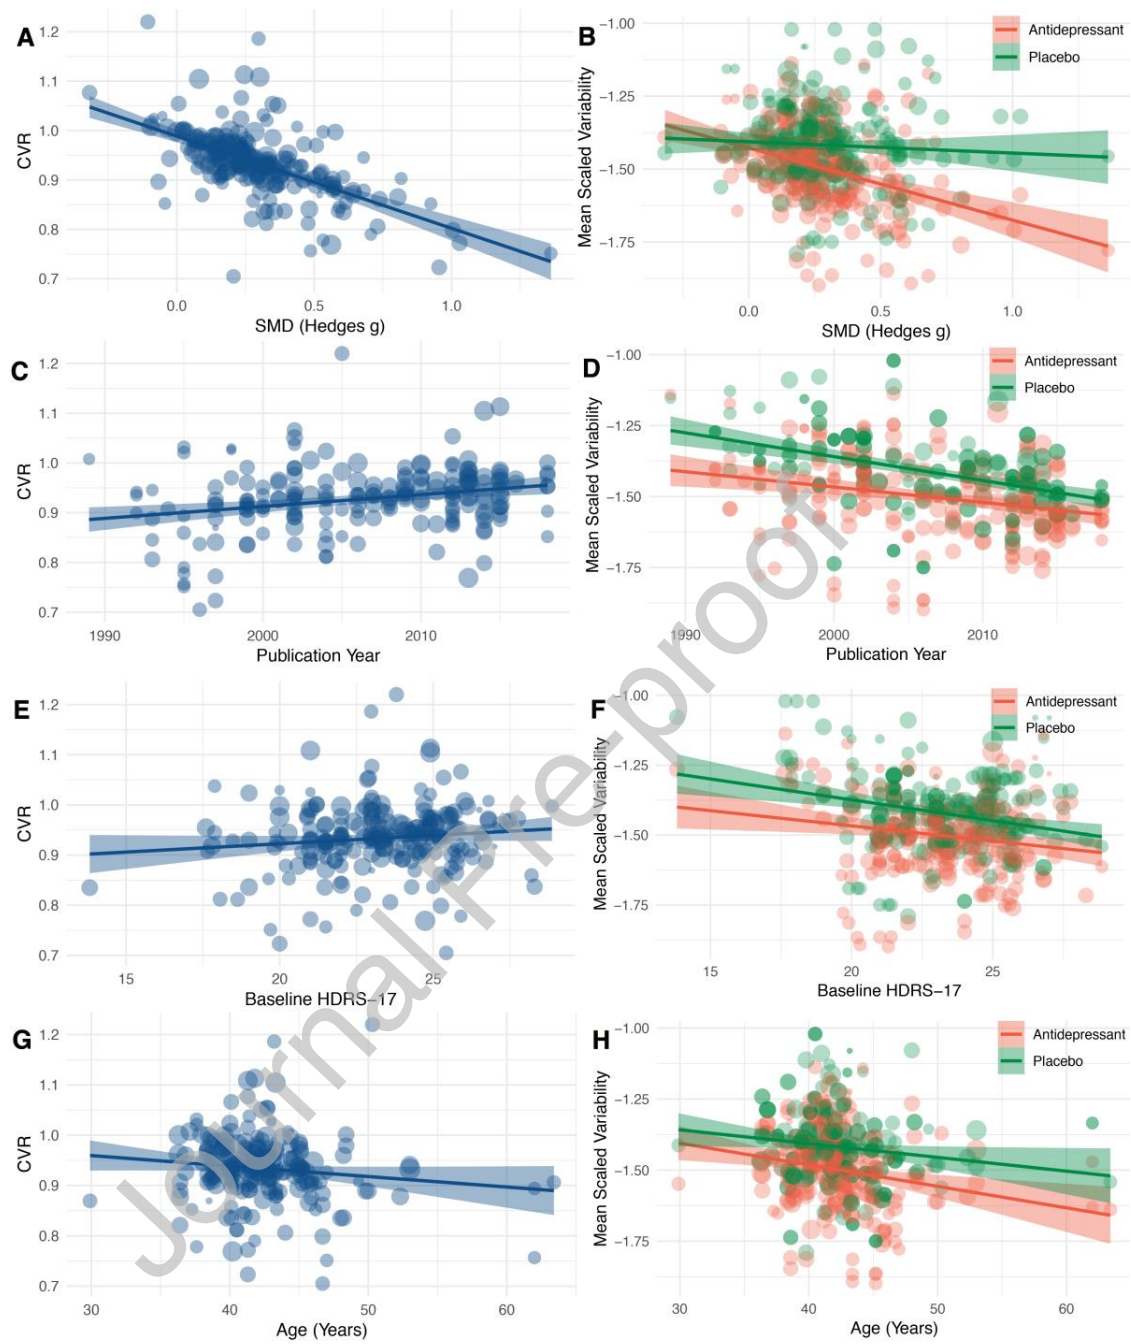 A
CVR
1.2
1.1
1.0
0.9
0.8
0.7
0.0
0.5
1.0
SMD (Hedges g)
B
Mean Scaled Variability
−1.00
−1.25
−1.50
−1.75
0.0
0.5
1.0
SMD (Hedges g)
Antidepressant
Placebo
C
CVR
1.2
1.1
1.0
0.9
0.8
0.7
1990
2000
2010
Publication Year
D
Mean Scaled Variability
−1.00
−1.25
−1.50
−1.75
1990
2000
2010
Publication Year
Antidepressant
Placebo
E
CVR
1.2
1.1
1.0
0.9
0.8
0.7
15
20
25
Baseline HDRS−17
F
Mean Scaled Variability
−1.00
−1.25
−1.50
−1.75
15
20
25
Baseline HDRS−17
Antidepressant
Placebo
G
CVR
1.2
1.1
1.0
0.9
0.8
0.7
30
40
50
60
Age (Years)
H
Mean Scaled Variability
−1.00
−1.25
−1.50
−1.75
30
40
50
60
Age (Years)
Antidepressant
Placebo
Journal Pre-proof